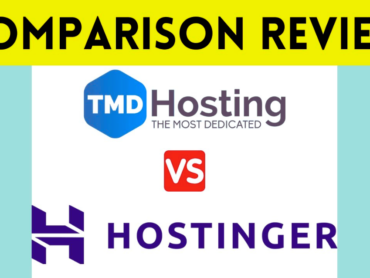 OMPARISON REVIE
TMD Hosting
THE MOST DEDICATED
VS
HOSTINGER